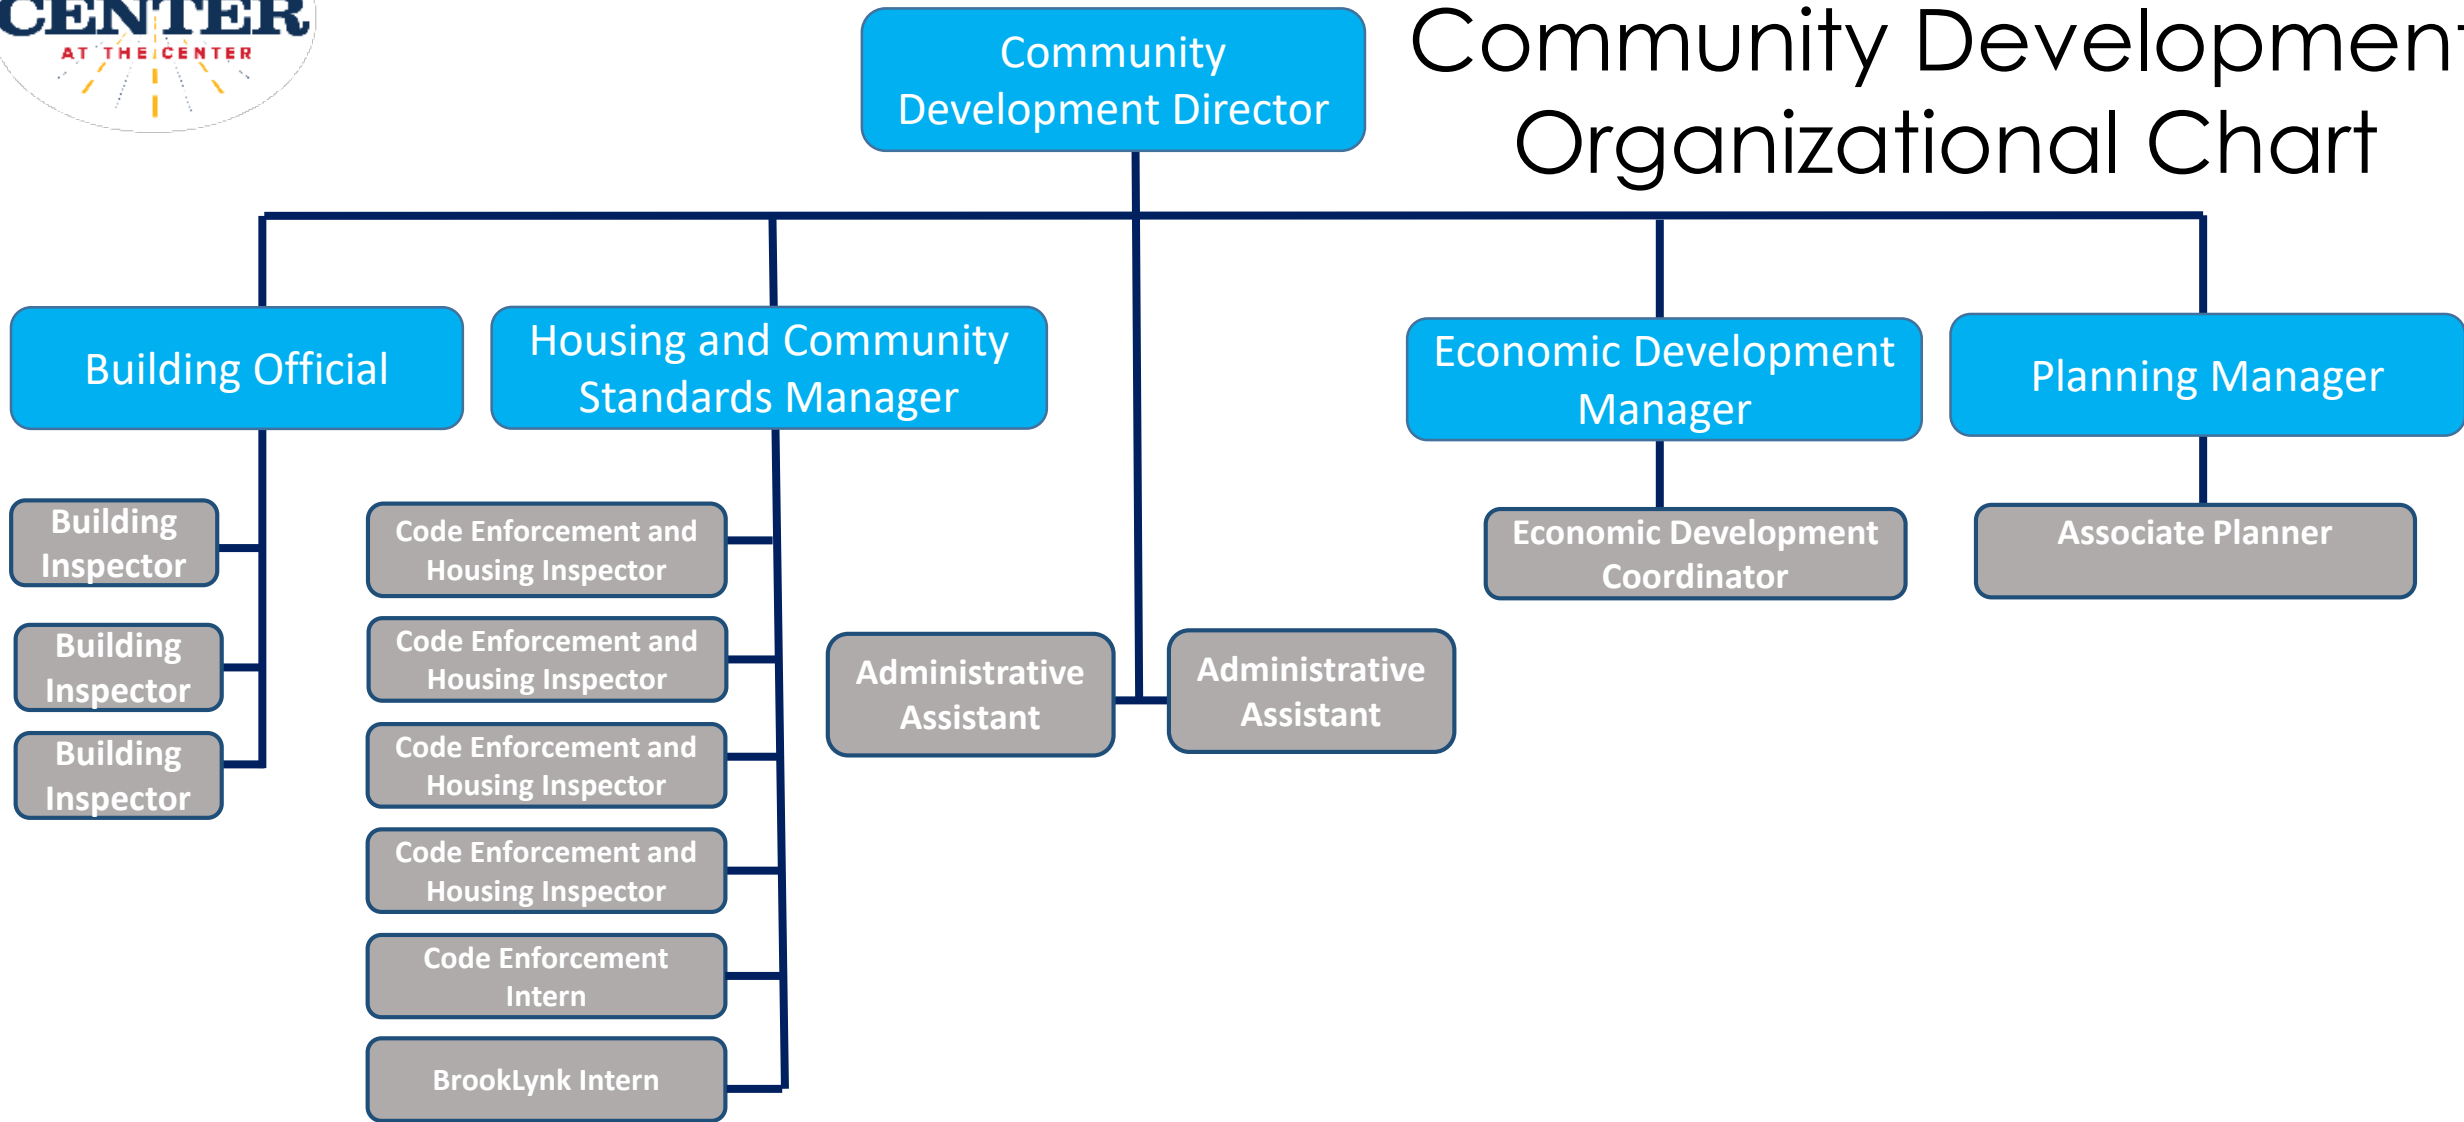 CENTER
AT THE CENTER
Community
Development Director
Community Development
Organizational Chart
Building Official
Housing and Community
Standards Manager
Economic Development
Manager
Planning Manager
Building
Inspector
Building
Inspector
Building
Inspector
Code Enforcement and
Housing Inspector
Code Enforcement and
Housing Inspector
Code Enforcement and
Housing Inspector
Code Enforcement and
Housing Inspector
Code Enforcement
Intern
BrookLynk Intern
Administrative
Assistant
Administrative
Assistant
Economic Development
Coordinator
Associate Planner